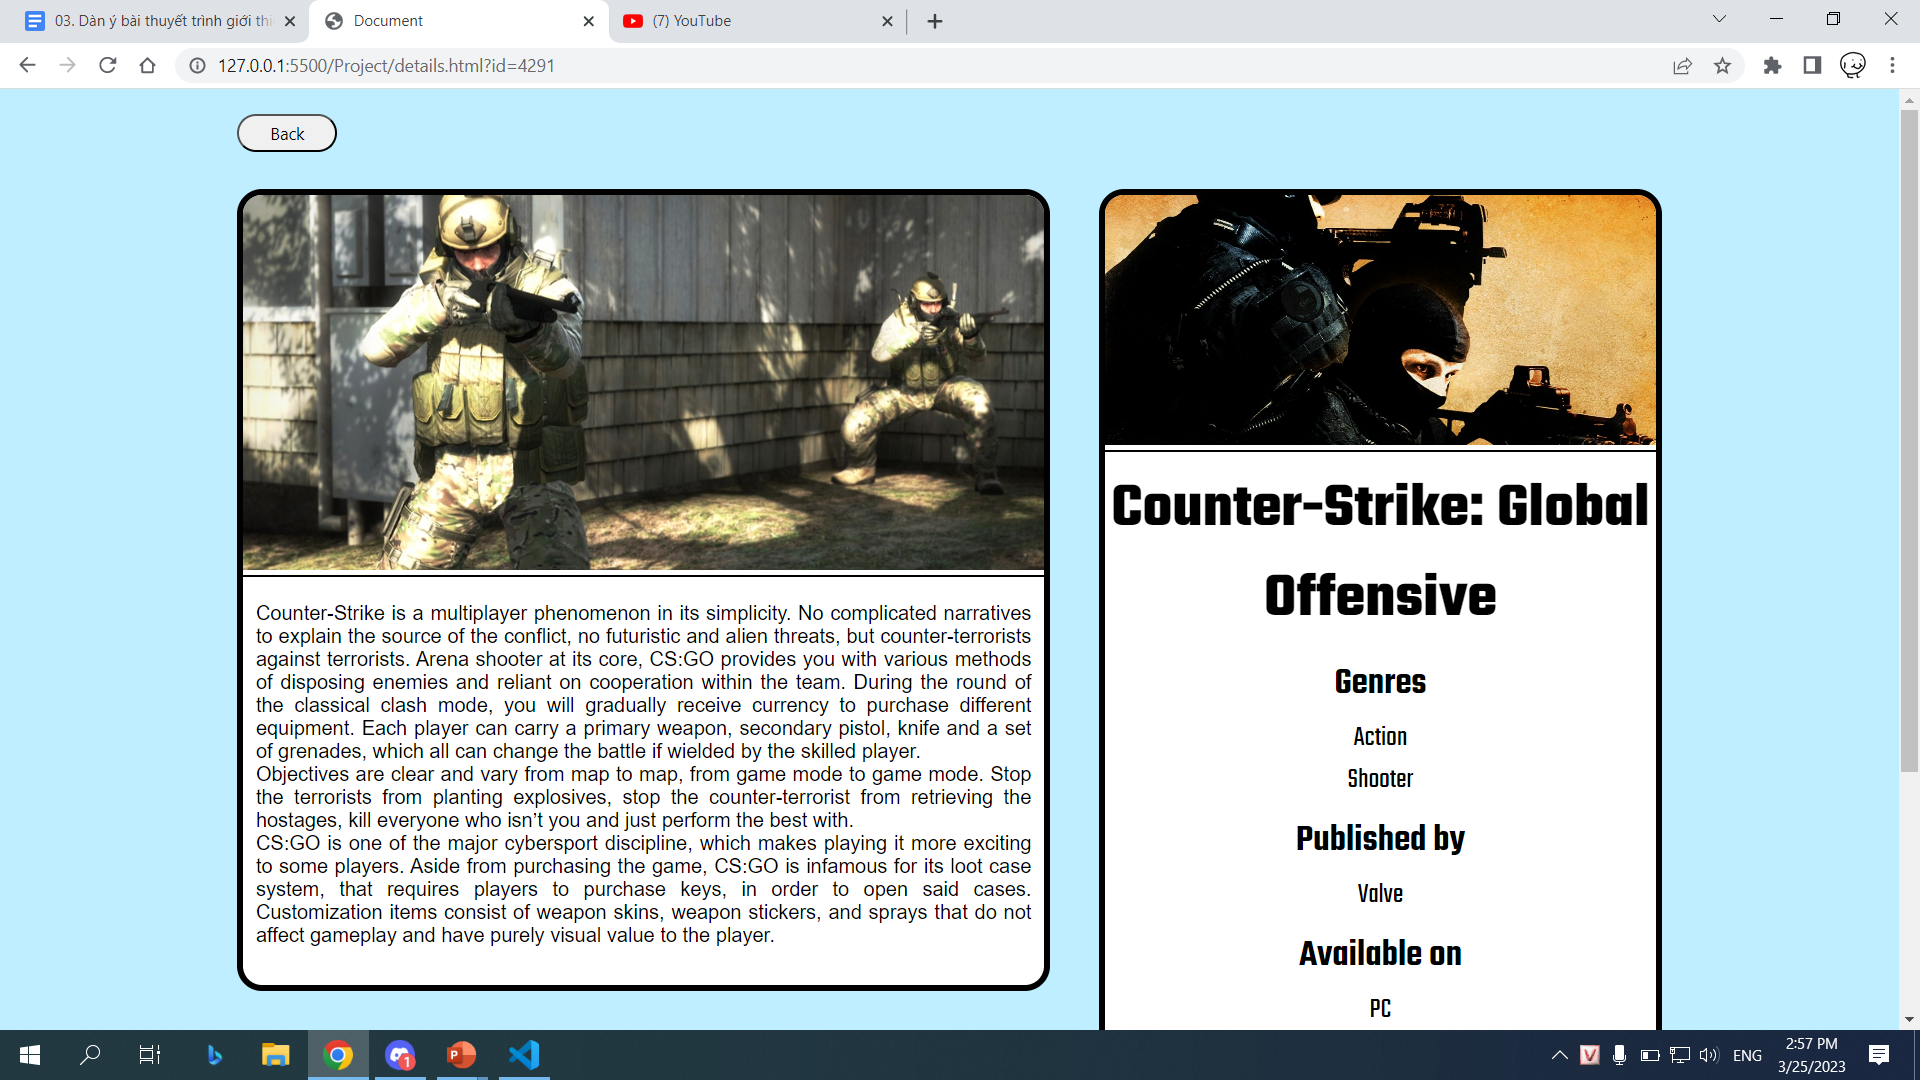 03. Dàn ý bài thuyết trình giới thi
Document
(7) YouTube
127.0.0.1:5500/Project/details.html?id=4291
Back
Counter-Strike is a multiplayer phenomenon in its simplicity. No complicated narratives
to explain the source of the conflict, no futuristic and alien threats, but counter-terrorists
against terrorists. Arena shooter at its core, CS:GO provides you with various methods
of disposing enemies and reliant on cooperation within the team. During the round of
the classical clash mode, you will gradually receive currency to purchase different
equipment. Each player can carry a primary weapon, secondary pistol, knife and a set
of grenades, which all can change the battle if wielded by the skilled player.
Objectives are clear and vary from map to map, from game mode to game mode. Stop
the terrorists from planting explosives, stop the counter-terrorist from retrieving the
hostages, kill everyone who isn’t you and just perform the best with.
CS:GO is one of the major cybersport discipline, which makes playing it more exciting
to some players. Aside from purchasing the game, CS:GO is infamous for its loot case
system, that requires players to purchase keys, in order to open said cases.
Customization items consist of weapon skins, weapon stickers, and sprays that do not
affect gameplay and have purely visual value to the player.
Counter-Strike: Global
Offensive
Genres
Action
Shooter
Published by
Valve
Available on
PC
1
ENG
2:57 PM
3/25/2023